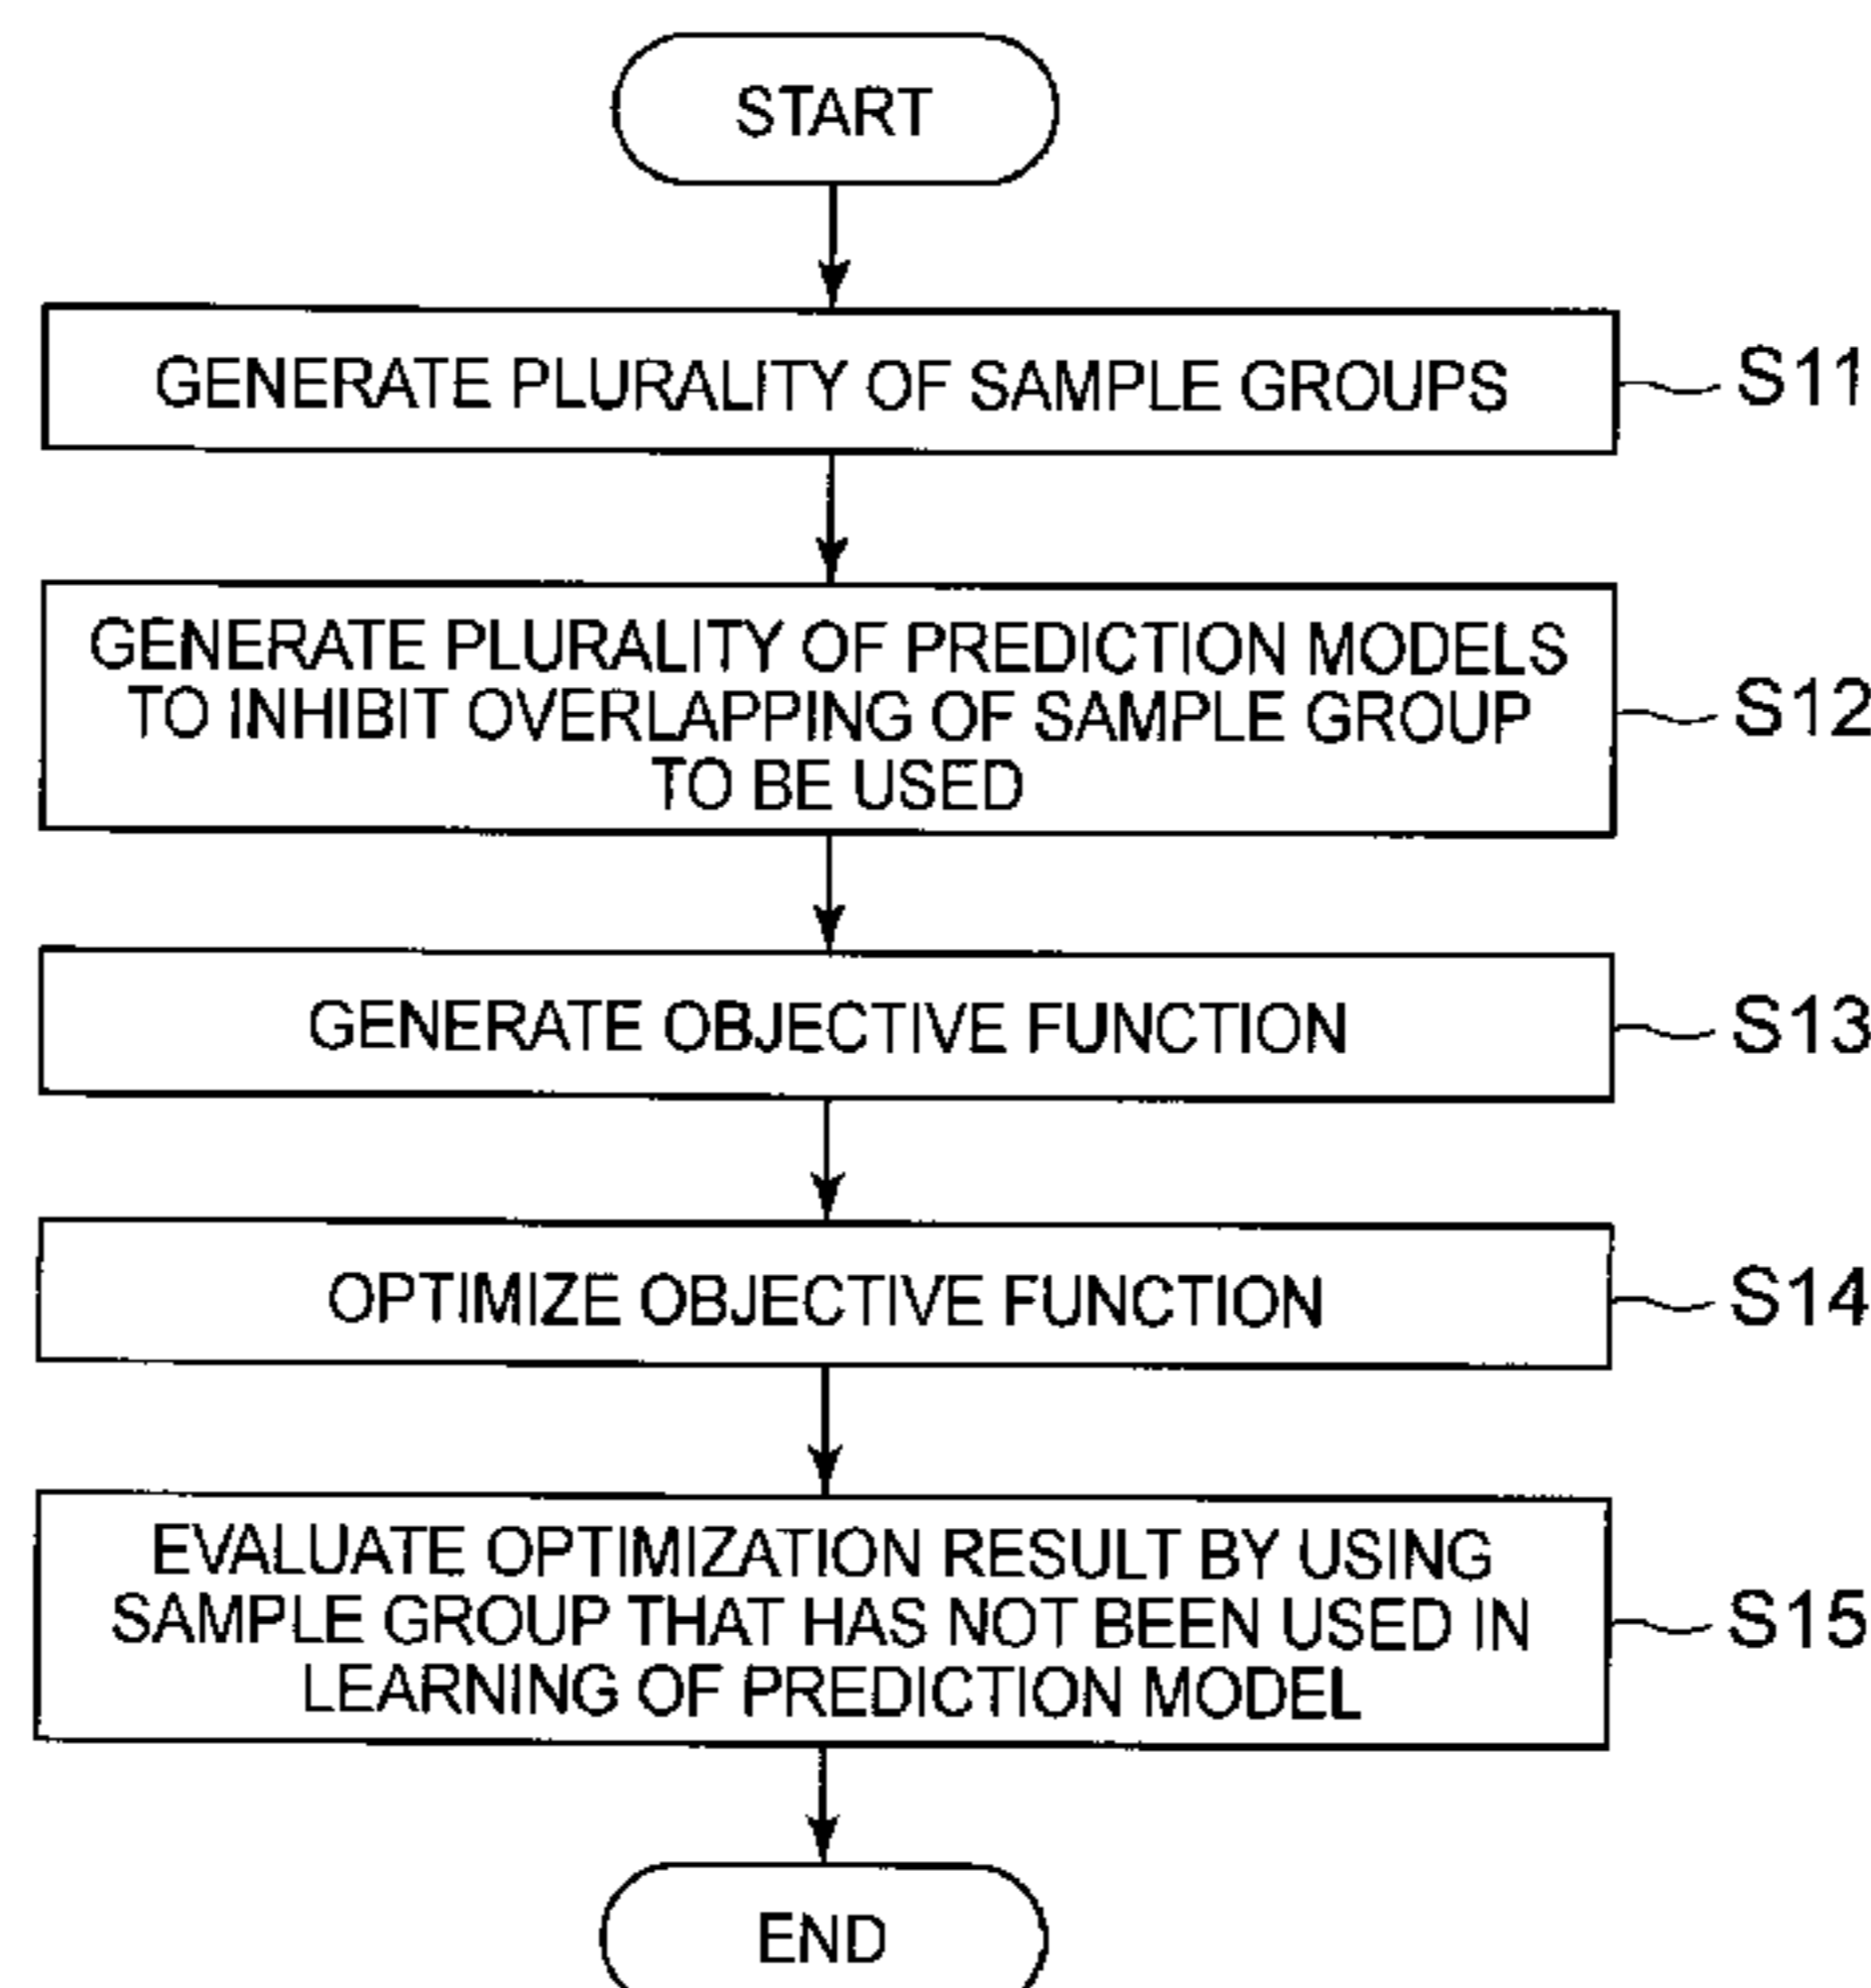 START
GENERATE PLURALITY OF SAMPLE GROUPS
S11
GENERATE PLURALITY OF PREDICTION MODELS
TO INHIBIT OVERLAPPING OF SAMPLE GROUP
TO BE USED
S12
GENERATE OBJECTIVE FUNCTION
S13
OPTIMIZE OBJECTIVE FUNCTION
S14
EVALUATE OPTIMIZATION RESULT BY USING
SAMPLE GROUP THAT HAS NOT BEEN USED IN
LEARNING OF PREDICTION MODEL
S15
END